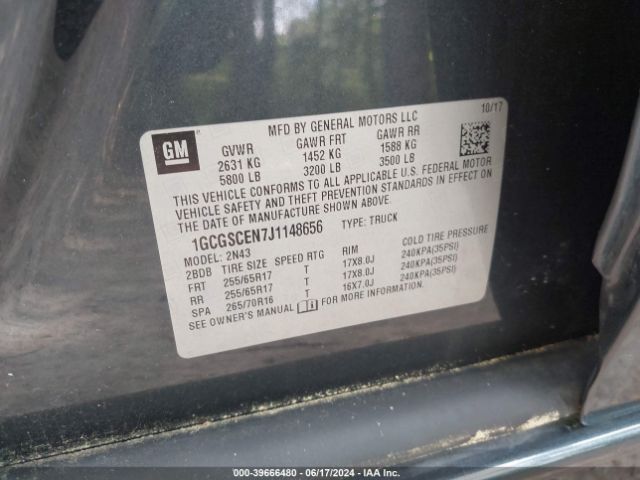 10/17
MFD BY GENERAL MOTORS LLC
GM
GVWR GAWR FRT GAWR RR
2631 KG 1452 KG 1588 KG
5800 LB 3200 LB 3500 LB
THIS VEHICLE CONFORMS TO ALL APPLICABLE U.S. FEDERAL MOTOR
VEHICLE SAFETY AND THEFT PREVENTION STANDARDS IN EFFECT ON
THE DATE OF MANUFACTURE SHOWN ABOVE.
1GCGSCEN7J1148656 TYPE: TRUCK
MODEL: 2N43
2BDB TIRE SIZE SPEED RTG RIM COLD TIRE PRESSURE
FRT 255/65R17 T 17X8.0J 240KPA(35PSI)
RR 255/65R17 T 17X8.0J 240KPA(35PSI)
SPA 265/70R16 T 16X7.0J 240KPA(35PSI)
SEE OWNER'S MANUAL FOR MORE INFORMATION.
000-39666480 - 06/17/2024 - IAA Inc.